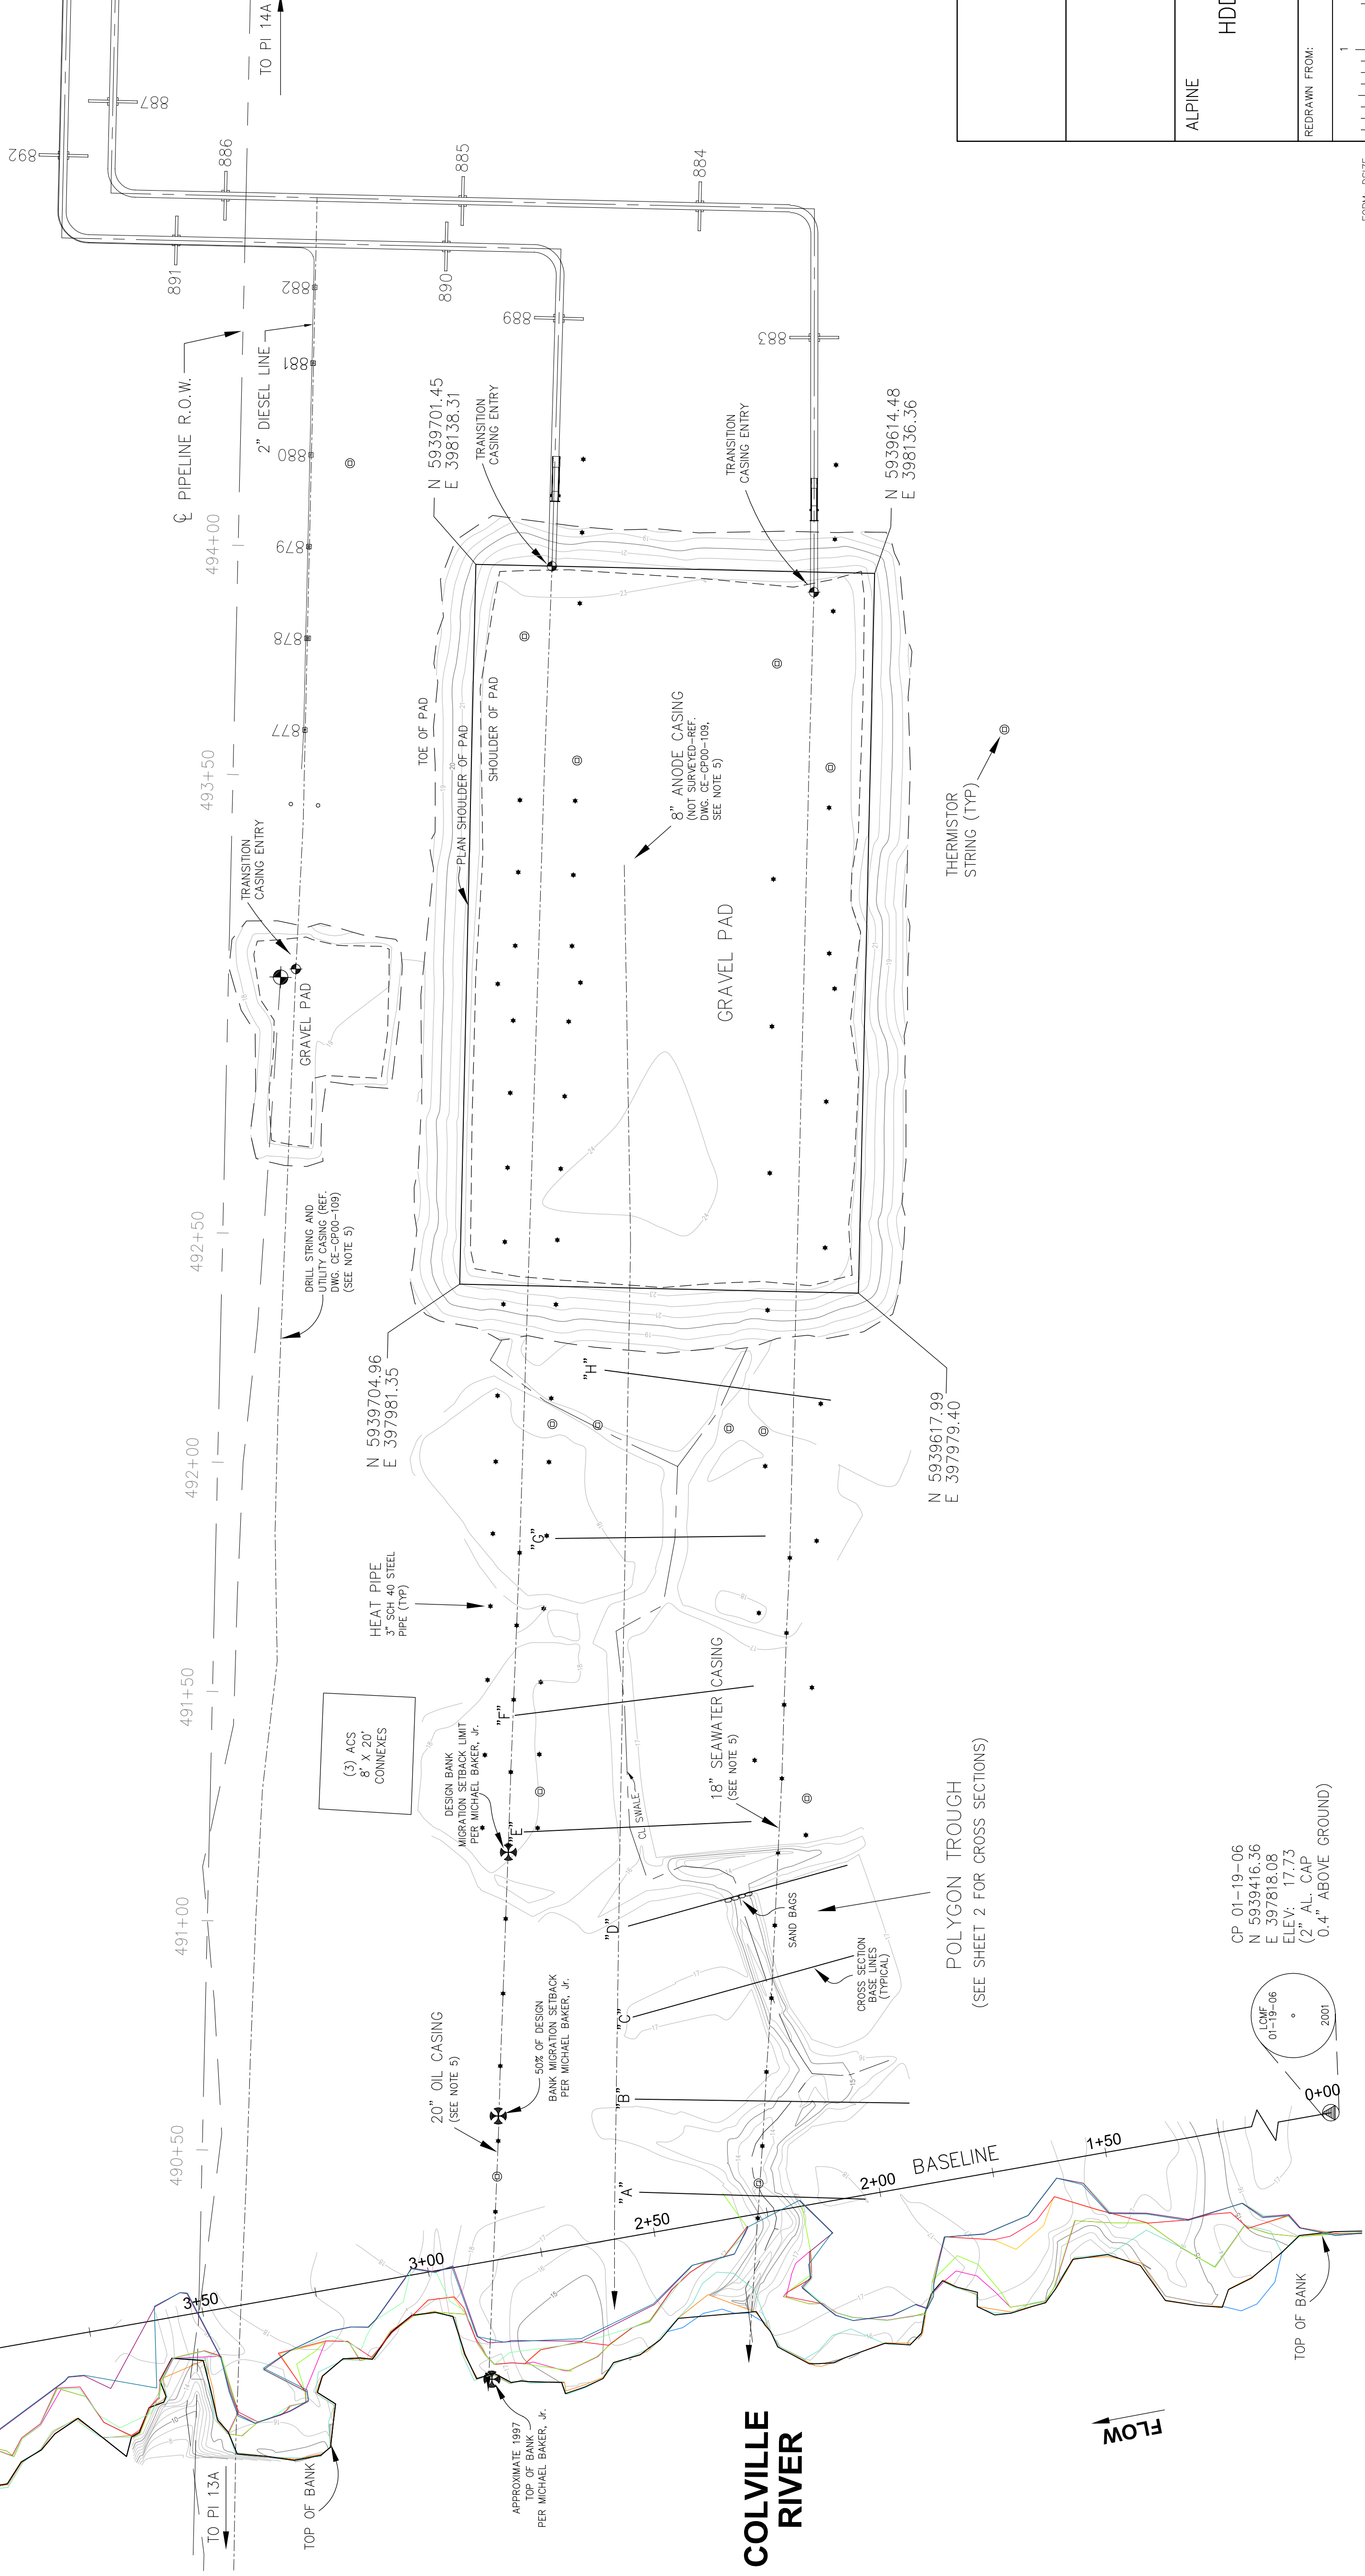 TO PI 13A
TO PI 14A
490+50
491+00
491+50
492+00
492+50
493+50
494+00
℄ PIPELINE R.O.W.
2" DIESEL LINE
877
878
879
880
881
882
883
884
885
886
887
889
890
891
892
TRANSITION
CASING ENTRY
GRAVEL PAD
DRILL STRING AND
UTILITY CASING (REF.
DWG. CE-CP00-109)
(SEE NOTE 5)
(3) ACS
8' X 20'
CONNEXES
HEAT PIPE
3" SCH 40 STEEL
PIPE (TYP)
N 5939704.96
E 397981.35
N 5939701.45
E 398138.31
TRANSITION
CASING ENTRY
TOE OF PAD
PLAN SHOULDER OF PAD
SHOULDER OF PAD
8" ANODE CASING
(NOT SURVEYED-REF.
DWG. CE-CP00-109,
SEE NOTE 5)
GRAVEL PAD
TRANSITION
CASING ENTRY
N 5939614.48
E 398136.36
N 5939617.99
E 397979.40
THERMISTOR
STRING (TYP)
20" OIL CASING
(SEE NOTE 5)
DESIGN BANK
MIGRATION SETBACK LIMIT
PER MICHAEL BAKER, Jr.
50% OF DESIGN
BANK MIGRATION SETBACK
PER MICHAEL BAKER, Jr.
APPROXIMATE 1997
TOP OF BANK
PER MICHAEL BAKER, Jr.
TOP OF BANK
"A"
"B"
"C"
"D"
"E"
"F"
"G"
"H"
CL SWALE
18" SEAWATER CASING
(SEE NOTE 5)
SAND BAGS
CROSS SECTION
BASE LINES
(TYPICAL)
POLYGON TROUGH
(SEE SHEET 2 FOR CROSS SECTIONS)
3+50
3+00
2+50
2+00
BASELINE
1+50
0+00
COLVILLE
RIVER
FLOW
TOP OF BANK
LCMF
01-19-06
2001
CP 01-19-06
N 5939416.36
E 397818.08
ELEV: 17.73
(2" AL. CAP
0.4" ABOVE GROUND)
ALPINE
HDD
REDRAWN FROM:
1